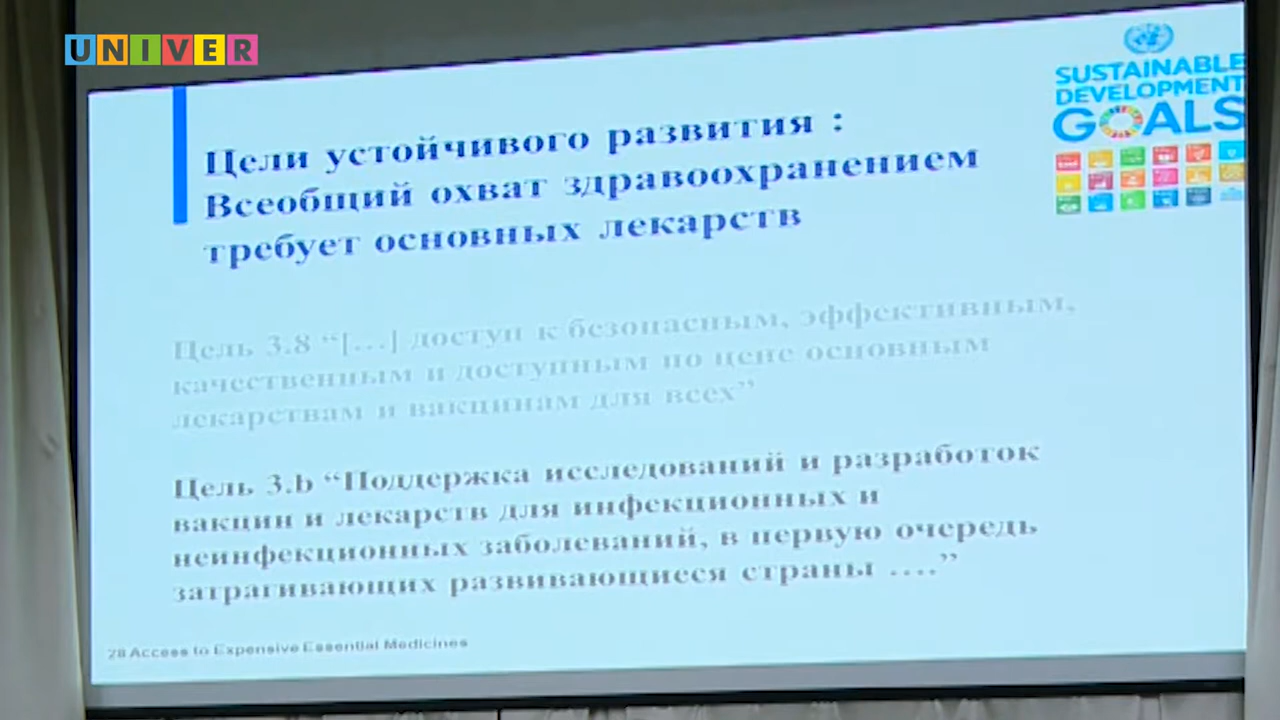 UNIVER
SUSTAINABLE
DEVELOPMENT
GOALS
Цели устойчивого развития :
Всеобщий охват здравоохранением
требует основных лекарств
Цель 3.8 “[…] доступ к безопасным, эффективным,
качественным и доступным по цене основным
лекарствам и вакцинам для всех”
Цель 3.b “Поддержка исследований и разработок
вакцин и лекарств для инфекционных и
неинфекционных заболеваний, в первую очередь
затрагивающих развивающиеся страны ….”
28 Access to Expensive Essential Medicines